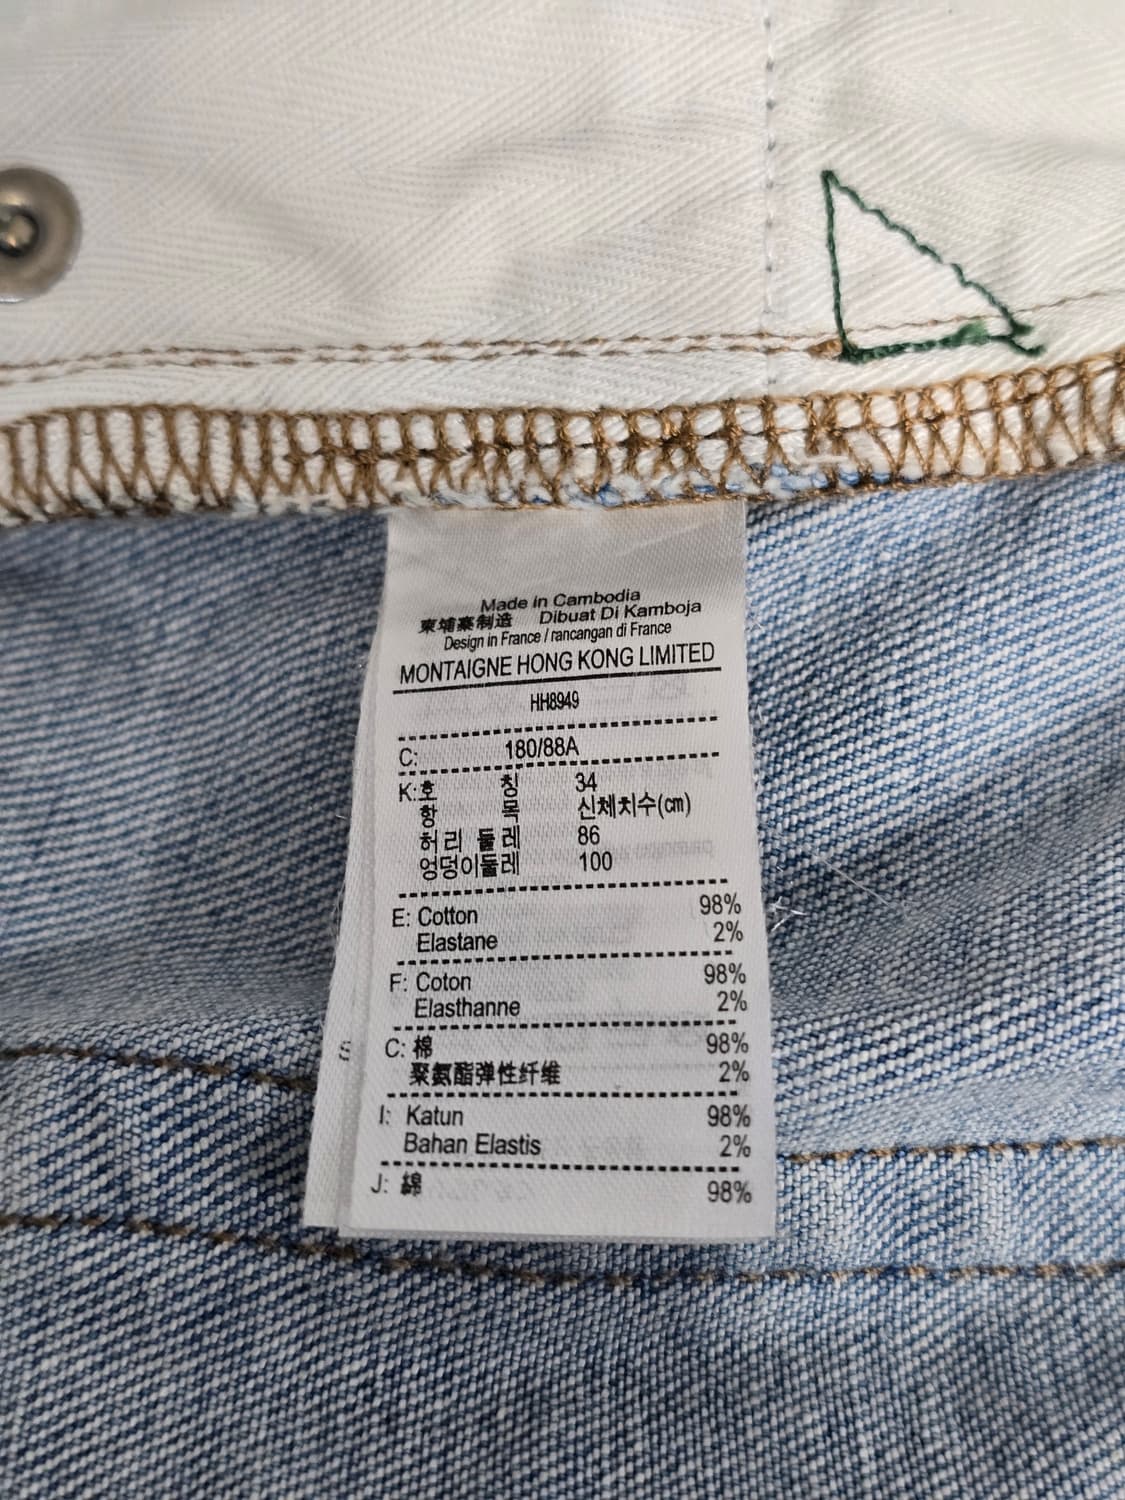 Made in Cambodia
柬埔寨制造 Dibuat Di Kamboja
Design in France / rancangan di France
MONTAIGNE HONG KONG LIMITED
HH8949
C: 180/88A
K: 호 칭 34
항 목 신체치수(cm)
허리 둘레 86
엉덩이둘레 100
E: Cotton 98%
Elastane 2%
F: Coton 98%
Elasthanne 2%
C: 棉 98%
聚氨酯弹性纤维 2%
I: Katun 98%
Bahan Elastis 2%
J: 綿 98%